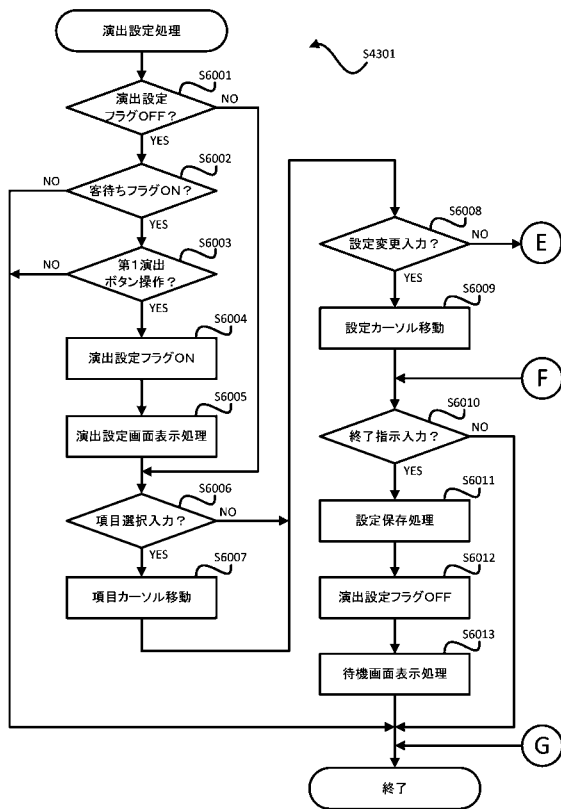 演出設定処理
S4301
S6001
演出設定
フラグOFF？
NO
YES
S6002
客待ちフラグON？
NO
YES
S6003
第1演出
ボタン操作？
NO
YES
S6004
演出設定フラグON
S6005
演出設定画面表示処理
S6006
項目選択入力？
NO
YES
S6007
項目カーソル移動
S6008
設定変更入力？
NO
E
YES
S6009
設定カーソル移動
F
S6010
終了指示入力？
NO
YES
S6011
設定保存処理
S6012
演出設定フラグOFF
S6013
待機画面表示処理
G
終了